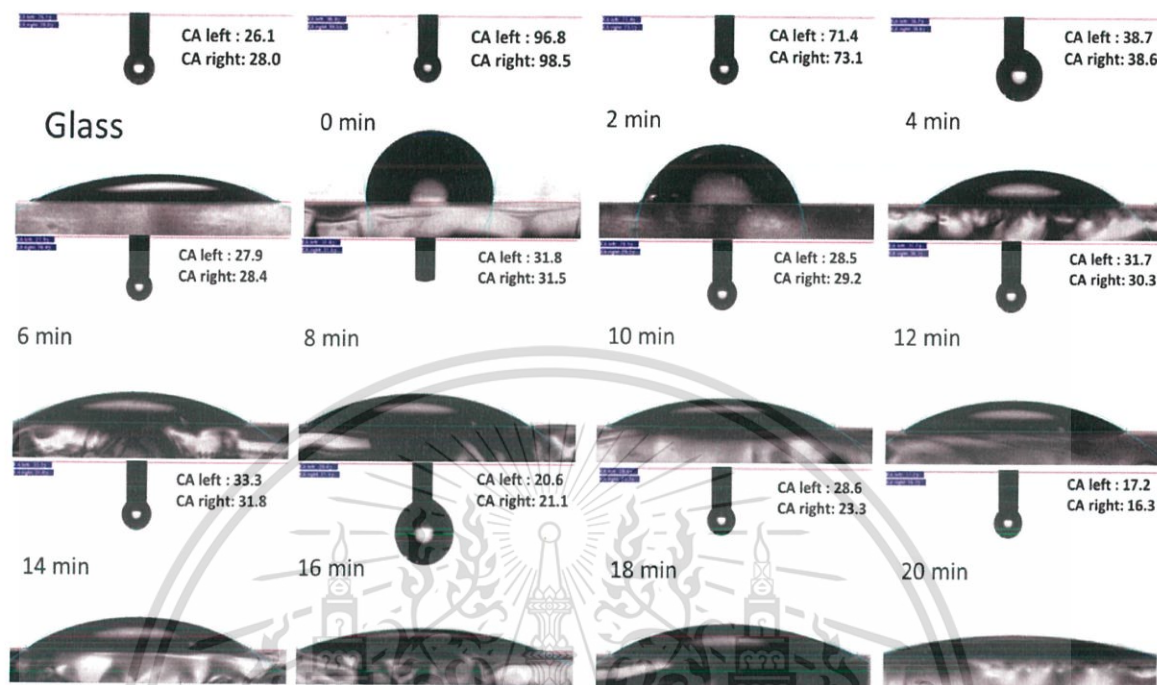 CA left : 26.1
CA right: 28.0
Glass
CA left : 96.8
CA right: 98.5
0 min
CA left : 71.4
CA right: 73.1
2 min
CA left : 38.7
CA right: 38.6
4 min
CA left : 27.9
CA right: 28.4
6 min
CA left : 31.8
CA right: 31.5
8 min
CA left : 28.5
CA right: 29.2
10 min
CA left : 31.7
CA right: 30.3
12 min
CA left : 33.3
CA right: 31.8
14 min
CA left : 20.6
CA right: 21.1
16 min
CA left : 28.6
CA right: 23.3
18 min
CA left : 17.2
CA right: 16.3
20 min